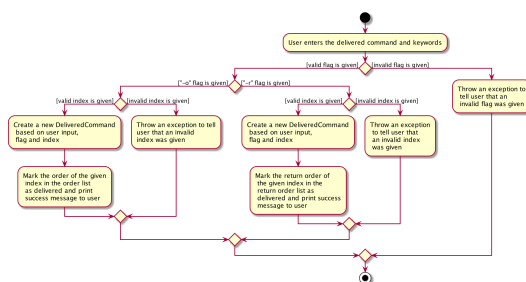 User enters the delivered command and keywords
[valid flag is given]
[invalid flag is given]
["-o" flag is given]
["-r" flag is given]
Throw an exception to
tell user that an
invalid flag was given
[valid index is given]
[invalid index is given]
[valid index is given]
[invalid index is given]
Create a new DeliveredCommand
based on user input,
flag and index
Throw an exception to tell
user that an invalid
index was given
Create a new DeliveredCommand
based on user input,
flag and index
Throw an exception
to tell user that
an invalid index
was given
Mark the order of the given
index in the order list
as delivered and print
success message to user
Mark the return order of
the given index in the
return order list as
delivered and print success
message to user